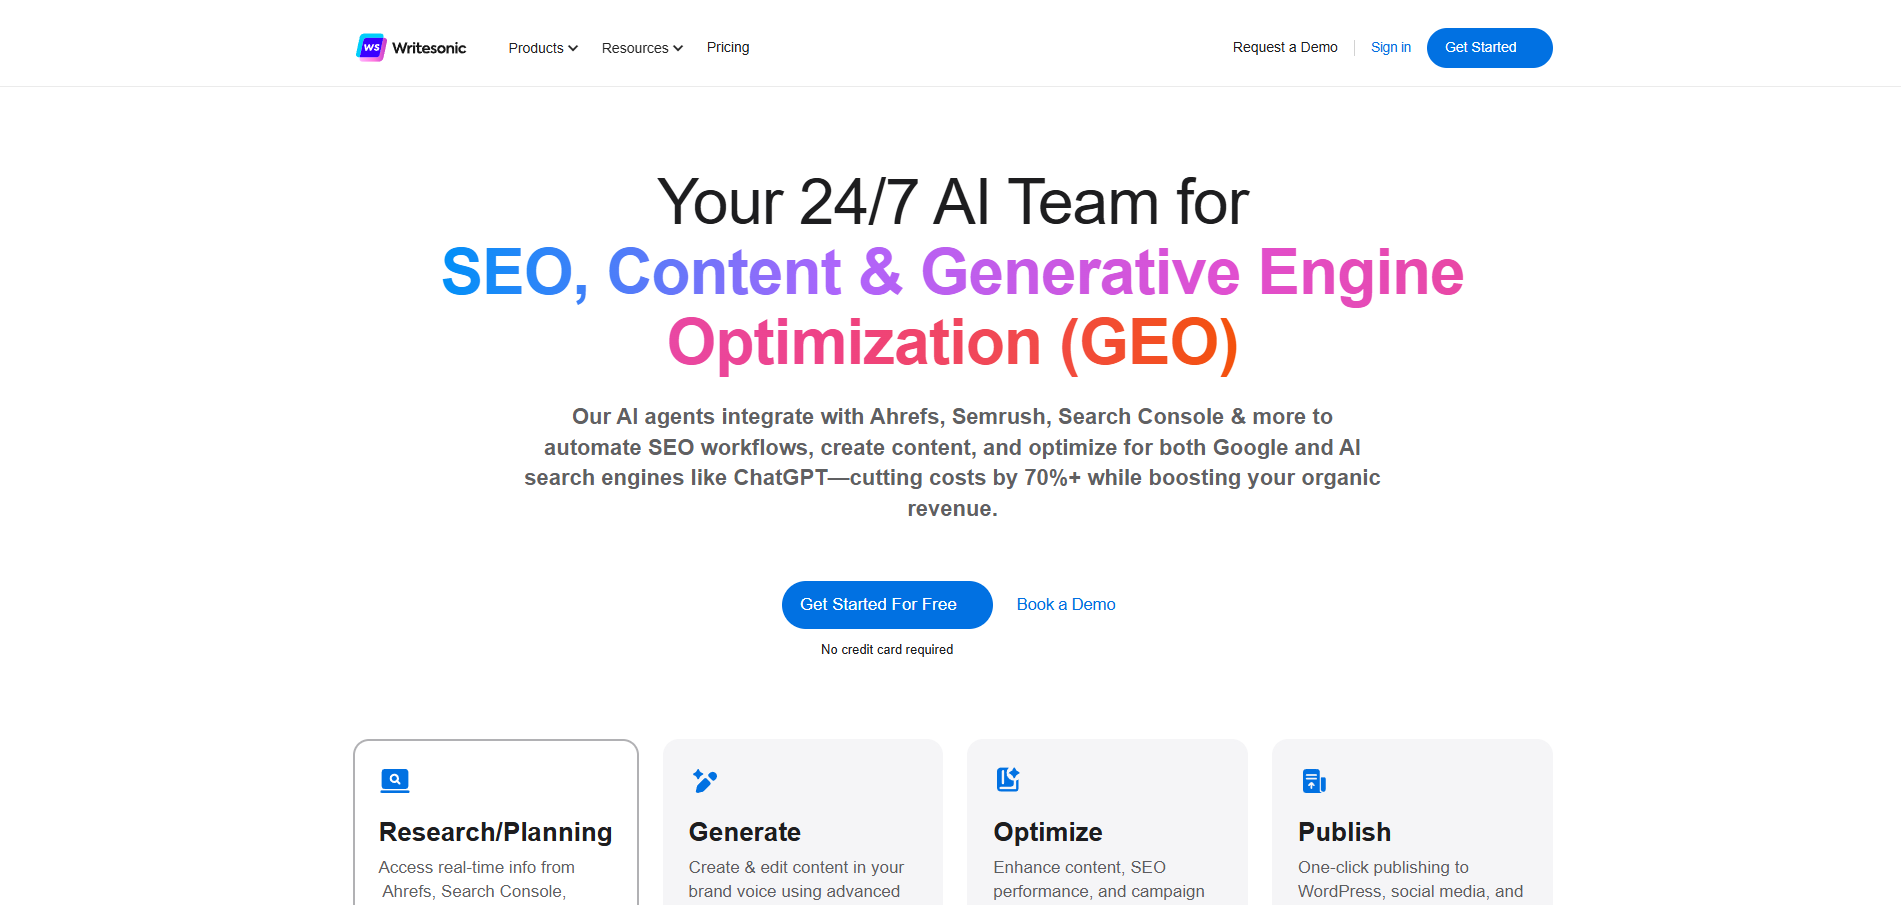 WS Writesonic
Products
Resources
Pricing
Request a Demo
Sign in
Get Started
Your 24/7 AI Team for
SEO, Content & Generative Engine
Optimization (GEO)
Our AI agents integrate with Ahrefs, Semrush, Search Console & more to
automate SEO workflows, create content, and optimize for both Google and AI
search engines like ChatGPT—cutting costs by 70%+ while boosting your organic
revenue.
Get Started For Free
Book a Demo
No credit card required
Research/Planning
Access real-time info from
Ahrefs, Search Console,
Generate
Create & edit content in your
brand voice using advanced
Optimize
Enhance content, SEO
performance, and campaign
Publish
One-click publishing to
WordPress, social media, and